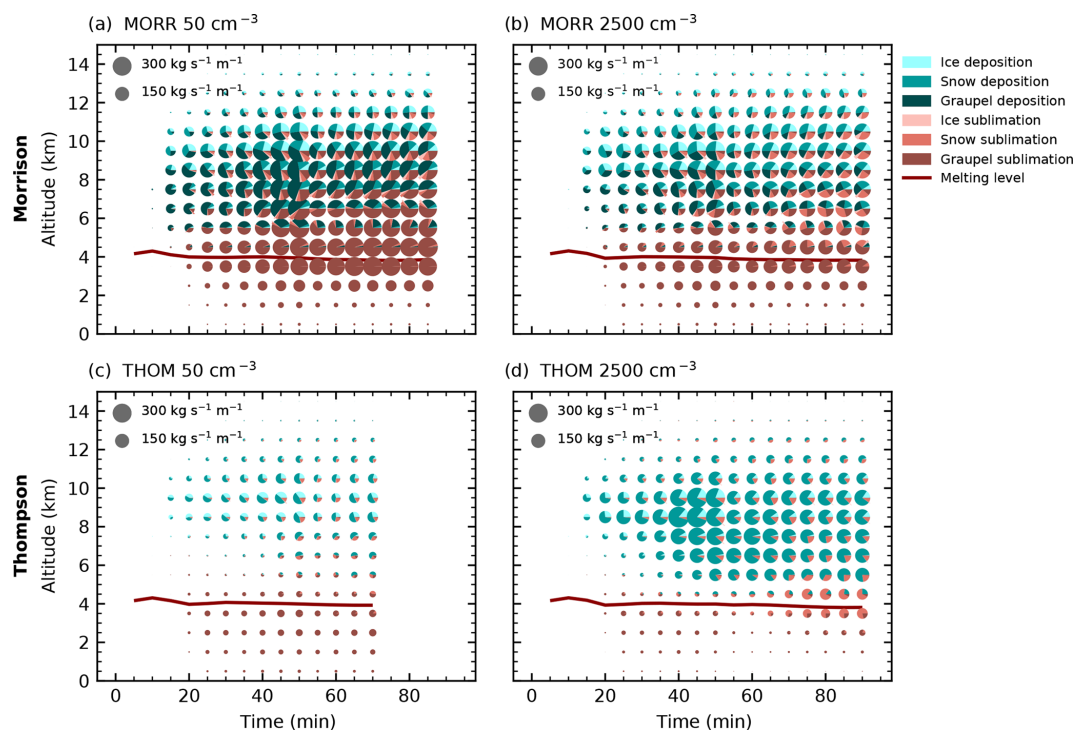 (a) MORR 50 cm⁻³
(b) MORR 2500 cm⁻³
300 kg s⁻¹ m⁻¹
150 kg s⁻¹ m⁻¹
300 kg s⁻¹ m⁻¹
150 kg s⁻¹ m⁻¹
Ice deposition
Snow deposition
Graupel deposition
Ice sublimation
Snow sublimation
Graupel sublimation
Melting level
Morrison
Altitude (km)
14
12
10
8
6
4
2
0
(c) THOM 50 cm⁻³
(d) THOM 2500 cm⁻³
300 kg s⁻¹ m⁻¹
150 kg s⁻¹ m⁻¹
300 kg s⁻¹ m⁻¹
150 kg s⁻¹ m⁻¹
Thompson
Altitude (km)
14
12
10
8
6
4
2
0
0 20 40 60 80
0 20 40 60 80
Time (min)
Time (min)